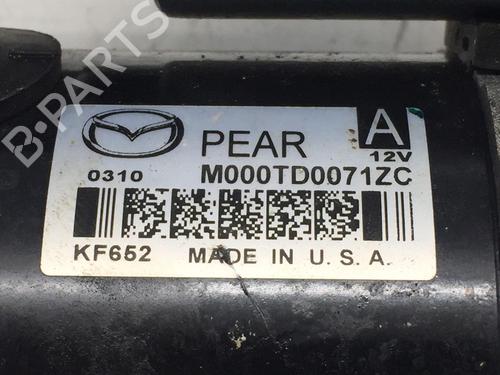 B-PARTS
PEAR
A
12V
0310
M000TD0071ZC
KF652
MADE IN U.S.A.